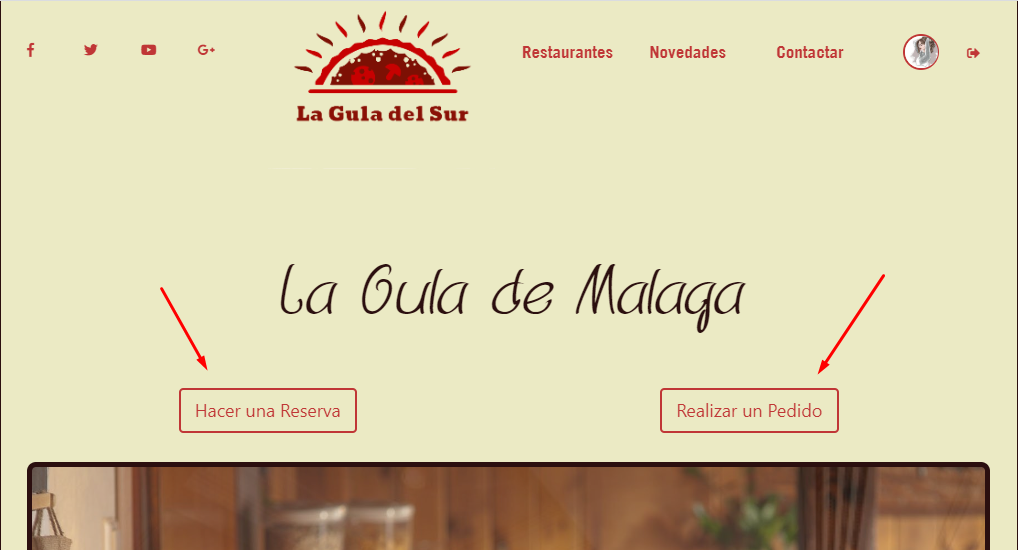 Restaurantes Novedades Contactar
La Gula del Sur
La Gula de Malaga
Hacer una Reserva
Realizar un Pedido